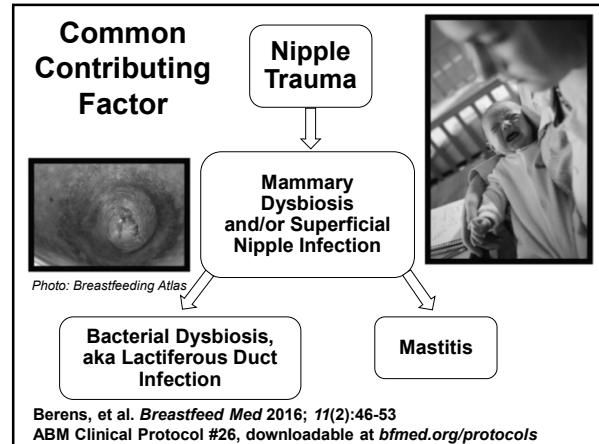 Common
Contributing
Factor
Nipple
Trauma
Mammary
Dysbiosis
and/or Superficial
Nipple Infection
Photo: Breastfeeding Atlas
Bacterial Dysbiosis,
aka Lactiferous Duct
Infection
Mastitis
Berens, et al. Breastfeed Med 2016; 11(2):46-53
ABM Clinical Protocol #26, downloadable at bfmed.org/protocols